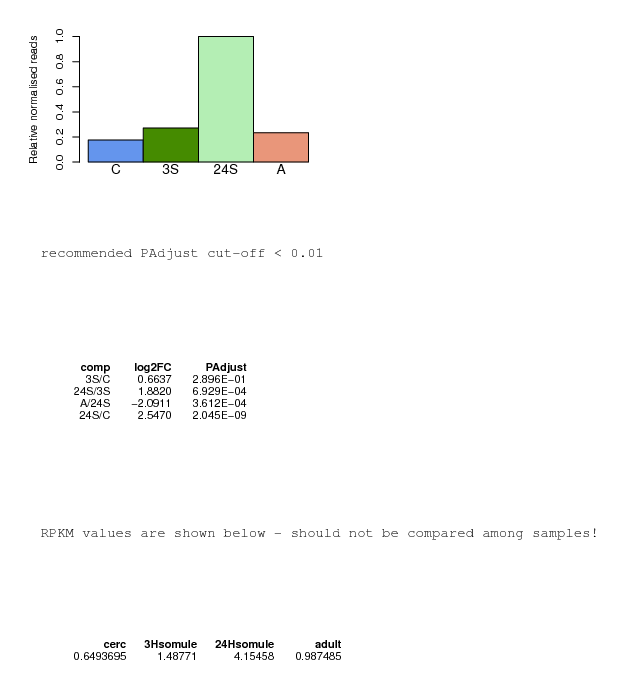 Relative normalised reads
1.0
0.8
0.6
0.4
0.2
0.0
C 3S 24S A
recommended PAdjust cut-off < 0.01
comp log2FC PAdjust
3S/C 0.6637 2.896E-01
24S/3S 1.8820 6.929E-04
A/24S -2.0911 3.612E-04
24S/C 2.5470 2.045E-09
RPKM values are shown below - should not be compared among samples!
cerc 3Hsomule 24Hsomule adult
0.6493695 1.48771 4.15458 0.987485